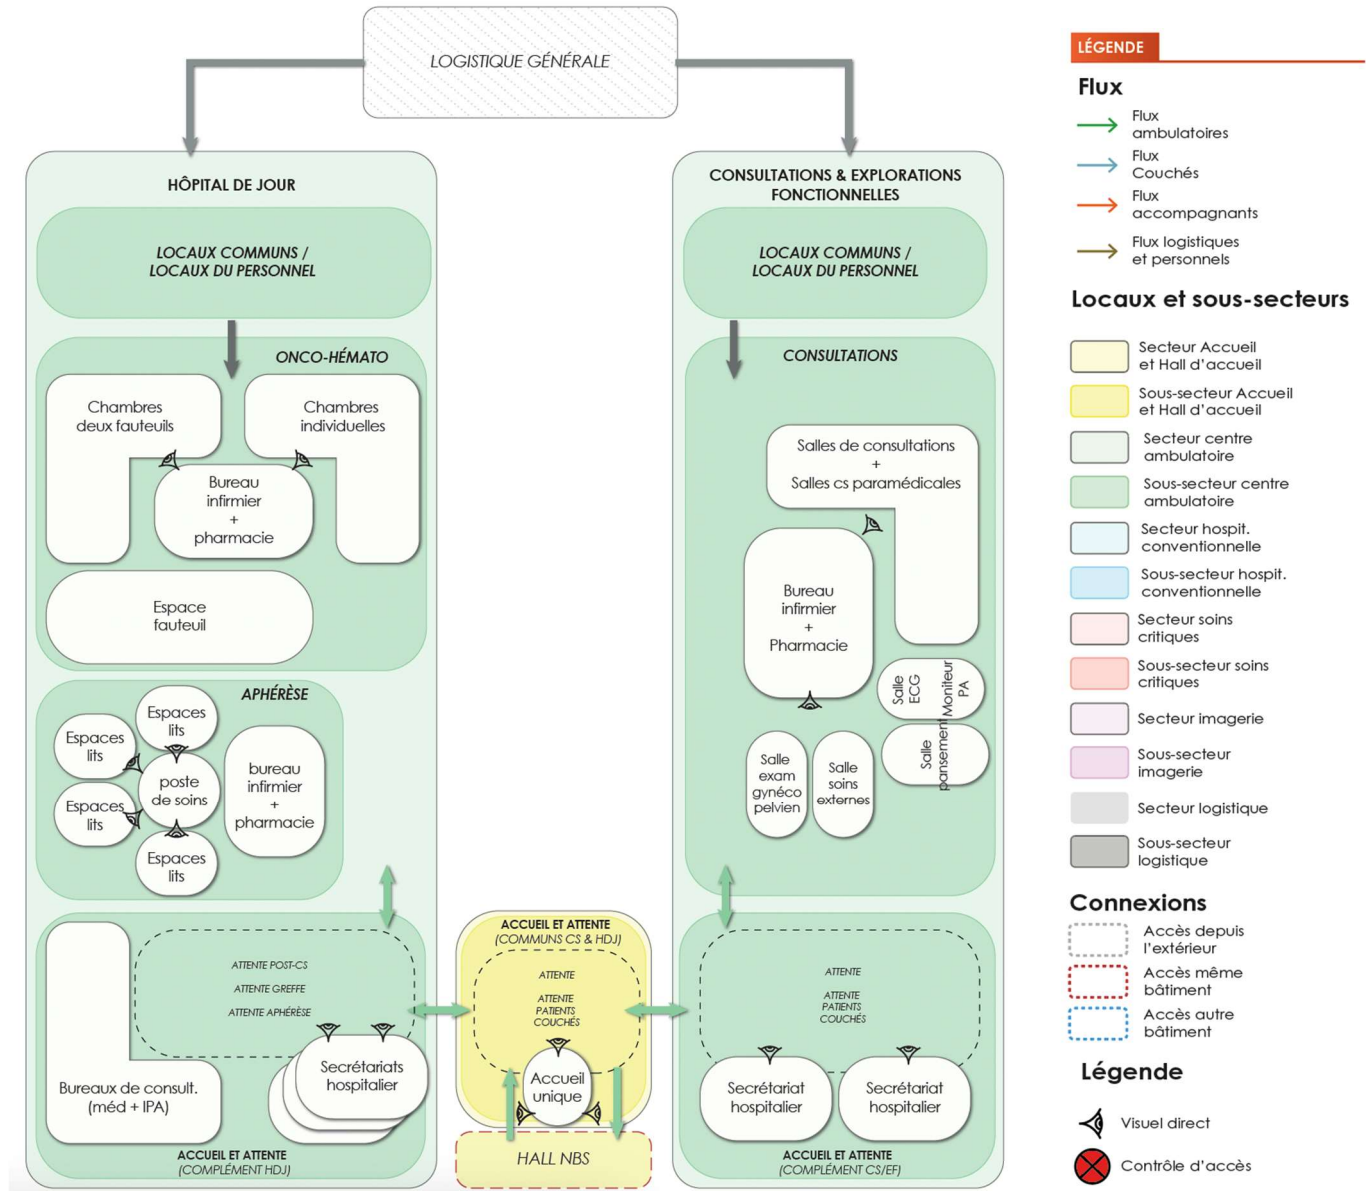 LOGISTIQUE GÉNÉRALE
HÔPITAL DE JOUR
LOCAUX COMMUNS /
LOCAUX DU PERSONNEL
ONCO-HÉMATO
Chambres
deux fauteuils
Chambres
individuelles
Bureau
infirmier
+
pharmacie
Espace
fauteuil
APHÉRÈSE
Espaces
lits
Espaces
lits
Espaces
lits
Espaces
lits
poste
de soins
bureau
infirmier
+
pharmacie
ATTENTE POST-CS
ATTENTE GREFFE
ATTENTE APHÉRÈSE
Secrétariats
hospitalier
Bureaux de consult.
(méd + IPA)
ACCUEIL ET ATTENTE
(COMPLÉMENT HDJ)
ACCUEIL ET ATTENTE
(COMMUNS CS & HDJ)
ATTENTE
ATTENTE
PATIENTS
COUCHÉS
Accueil
unique
HALL NBS
CONSULTATIONS & EXPLORATIONS
FONCTIONNELLES
LOCAUX COMMUNS /
LOCAUX DU PERSONNEL
CONSULTATIONS
Salles de consultations
+
Salles cs paramédicales
Bureau
infirmier
+
Pharmacie
Salle
ECG
Moniteur
PA
Salle
pansement
Salle
exam
gynéco
pelvien
Salle
soins
externes
ATTENTE
ATTENTE
PATIENTS
COUCHÉS
Secrétariat
hospitalier
Secrétariat
hospitalier
ACCUEIL ET ATTENTE
(COMPLÉMENT CS/EF)
LÉGENDE
Flux
Flux
ambulatoires
Flux
Couchés
Flux
accompagnants
Flux logistiques
et personnels
Locaux et sous-secteurs
Secteur Accueil
et Hall d'accueil
Sous-secteur Accueil
et Hall d'accueil
Secteur centre
ambulatoire
Sous-secteur centre
ambulatoire
Secteur hospit.
conventionnelle
Sous-secteur hospit.
conventionnelle
Secteur soins
critiques
Sous-secteur soins
critiques
Secteur imagerie
Sous-secteur
imagerie
Secteur logistique
Sous-secteur
logistique
Connexions
Accès depuis
l'extérieur
Accès même
bâtiment
Accès autre
bâtiment
Légende
Visuel direct
Contrôle d'accès